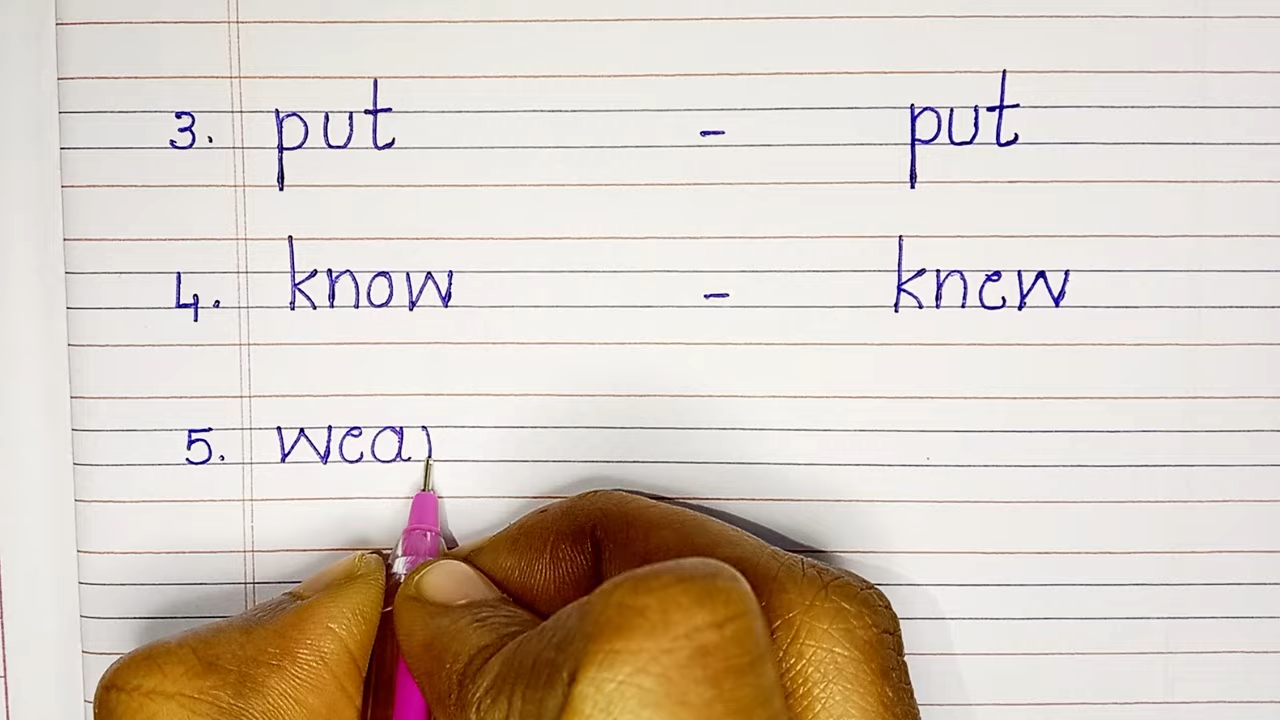 3. put - put
4. know - knew
5. wea